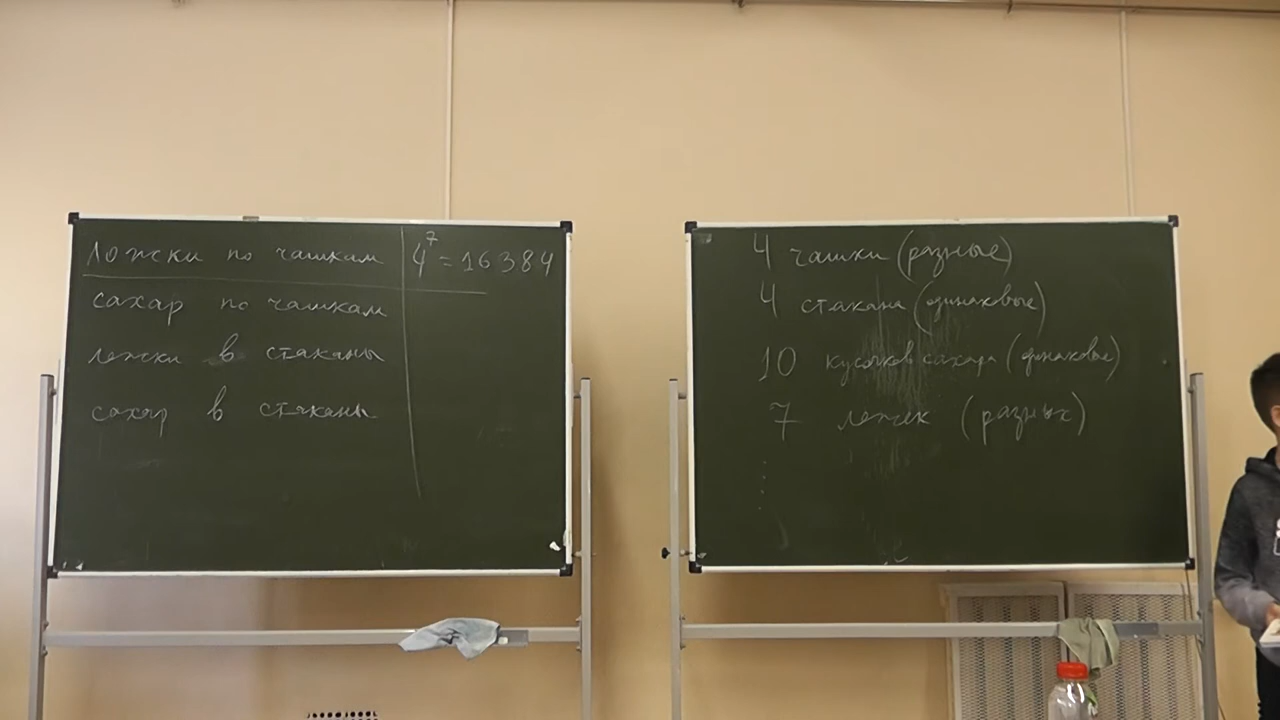 ложки по чашкам 4⁷ = 16384
сахар по чашкам
ложки в стаканы
сахар в стаканы
4 чашки (разные)
4 стакана (одинаковые)
10 кусочков сахара (одинаковые)
7 ложек (разных)